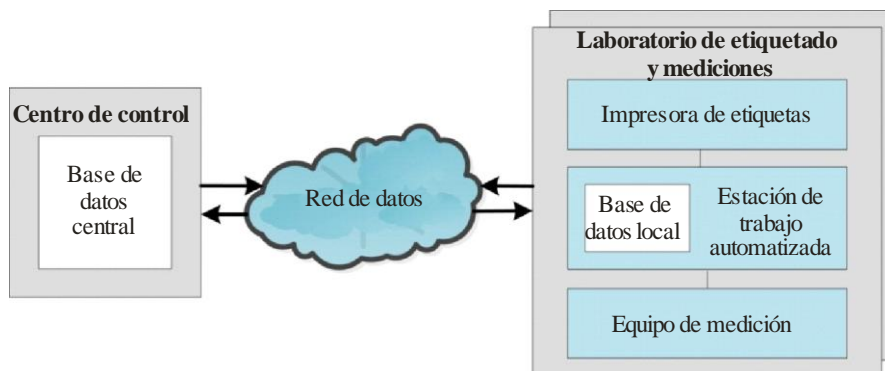 Centro de control
Base de
datos
central
Red de datos
Laboratorio de etiquetado
y mediciones
Impresora de etiquetas
Base de
datos local
Estación de
trabajo
automatizada
Equipo de medición